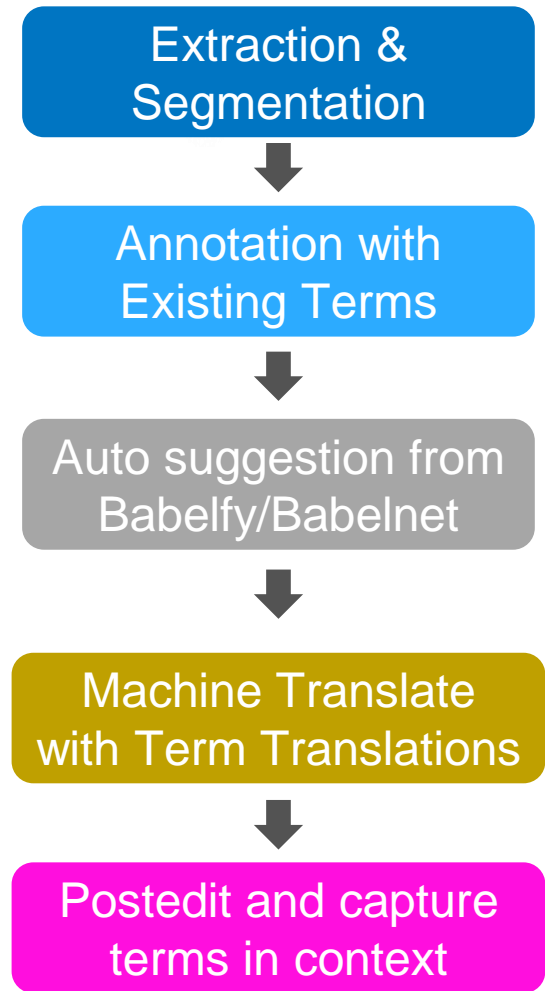 Extraction &
Segmentation
Annotation with
Existing Terms
Auto suggestion from
Babelfy/Babelnet
Machine Translate
with Term Translations
Postedit and capture
terms in context